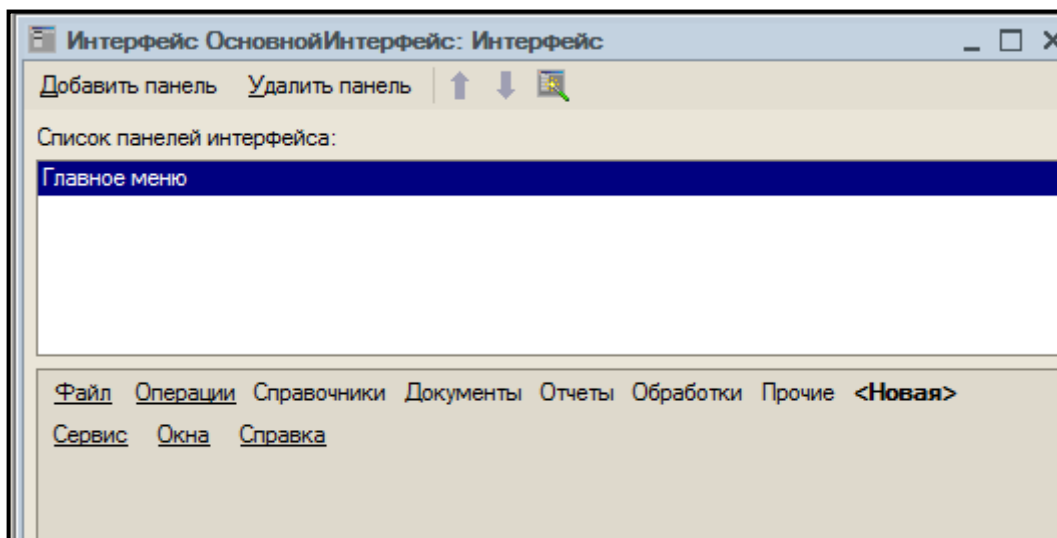 Интерфейс ОсновнойИнтерфейс: Интерфейс
Добавить панель Удалить панель
Список панелей интерфейса:
Главное меню
Файл Операции Справочники Документы Отчеты Обработки Прочие <Новая>
Сервис Окна Справка